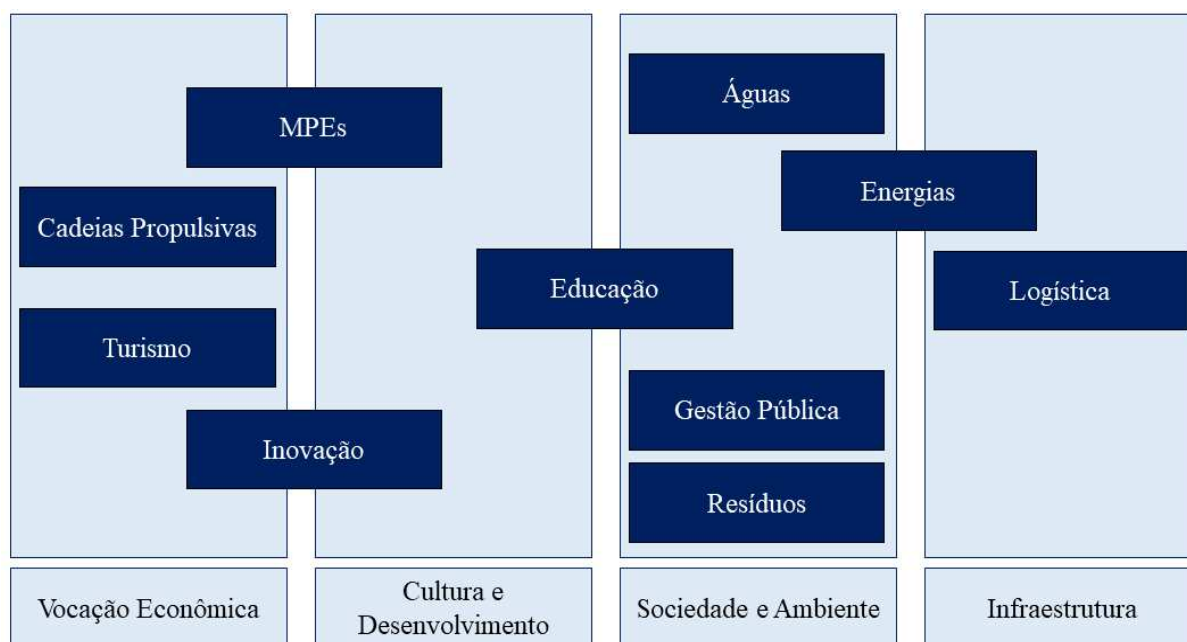 Águas
MPEs
Energias
Cadeias Propulsivas
Educação
Logística
Turismo
Gestão Pública
Inovação
Resíduos
Vocação Econômica
Cultura e
Desenvolvimento
Sociedade e Ambiente
Infraestrutura